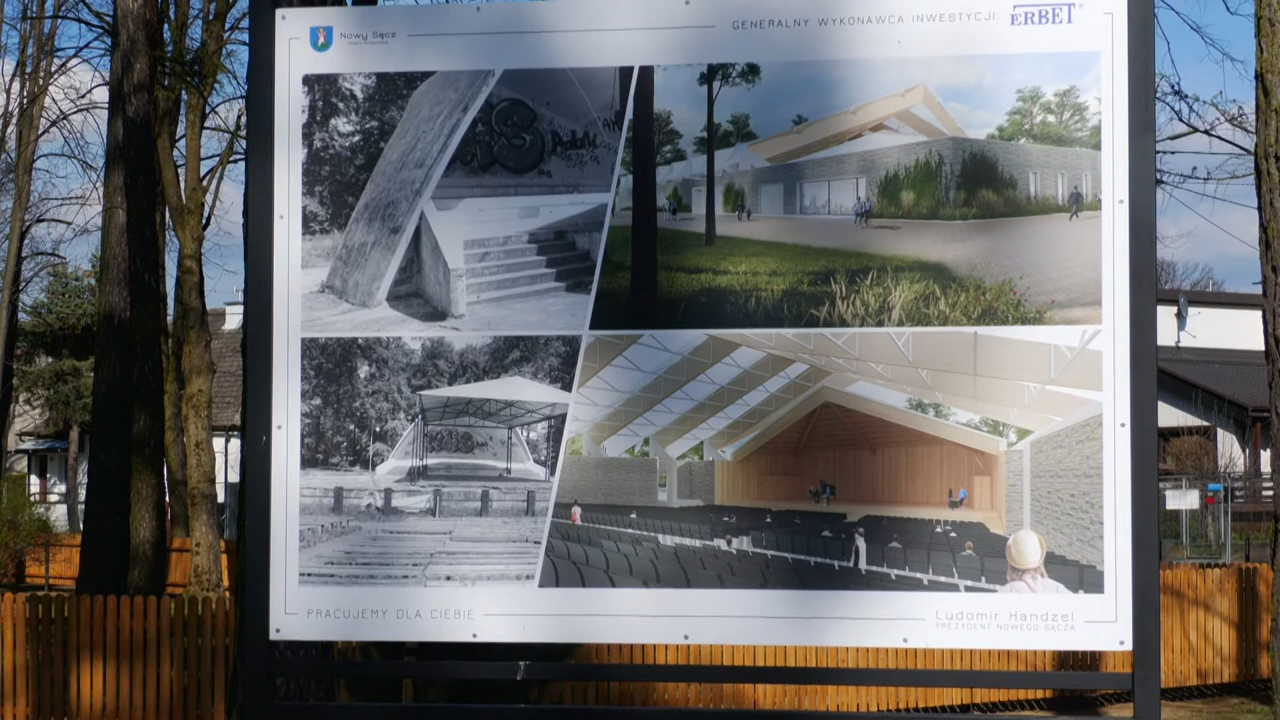 Nowy Sącz
GENERALNY WYKONAWCA INWESTYCJI
ERBET®
PRACUJEMY DLA CIEBIE
Ludomir Handzel
PREZYDENT NOWEGO SĄCZA